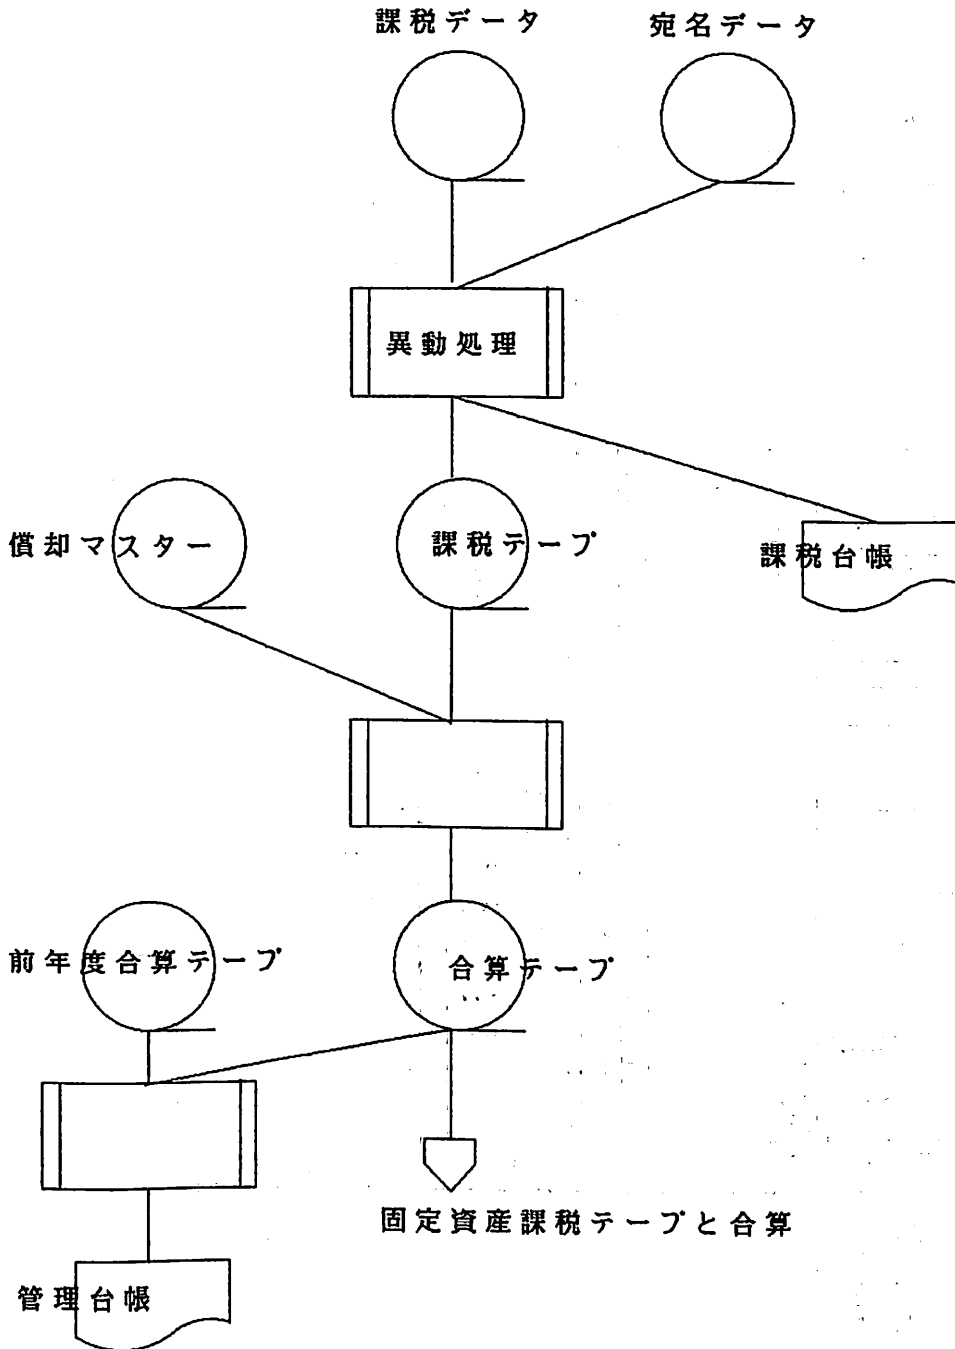 課税データ
宛名データ
異動処理
償却マスター
課税テープ
課税台帳
前年度合算テープ
合算テープ
固定資産課税テープと合算
管理台帳